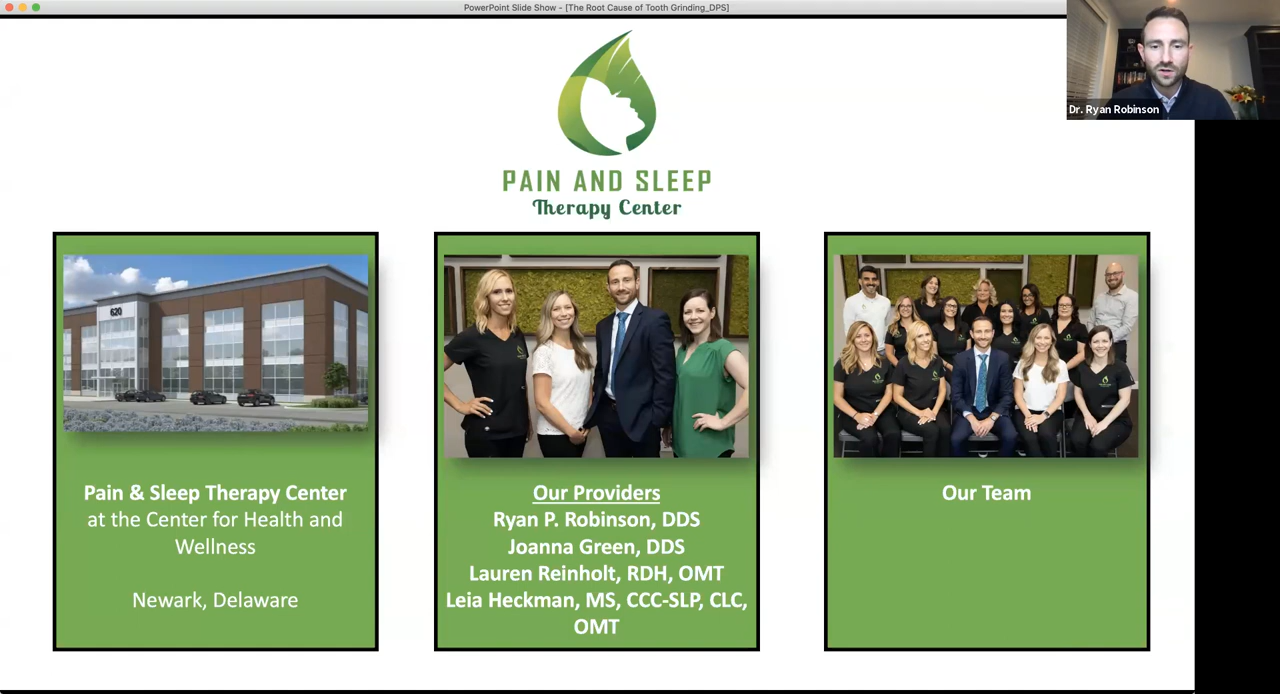 PowerPoint Slide Show - [The Root Cause of Tooth Grinding_DPS]
Dr. Ryan Robinson
PAIN AND SLEEP
Therapy Center
620
Pain & Sleep Therapy Center
at the Center for Health and
Wellness
Newark, Delaware
Our Providers
Ryan P. Robinson, DDS
Joanna Green, DDS
Lauren Reinholt, RDH, OMT
Leia Heckman, MS, CCC-SLP, CLC,
OMT
Our Team